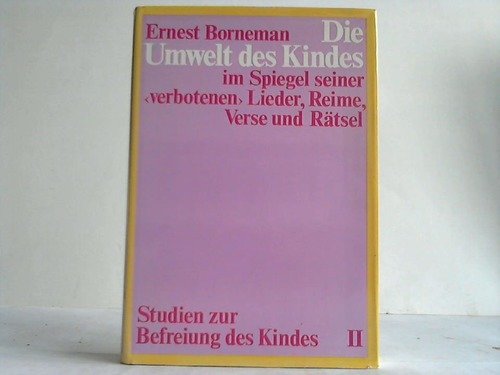 Ernest Borneman Die
Umwelt des Kindes
im Spiegel seiner
‹verbotenen› Lieder, Reime,
Verse und Rätsel
Studien zur
Befreiung des Kindes II